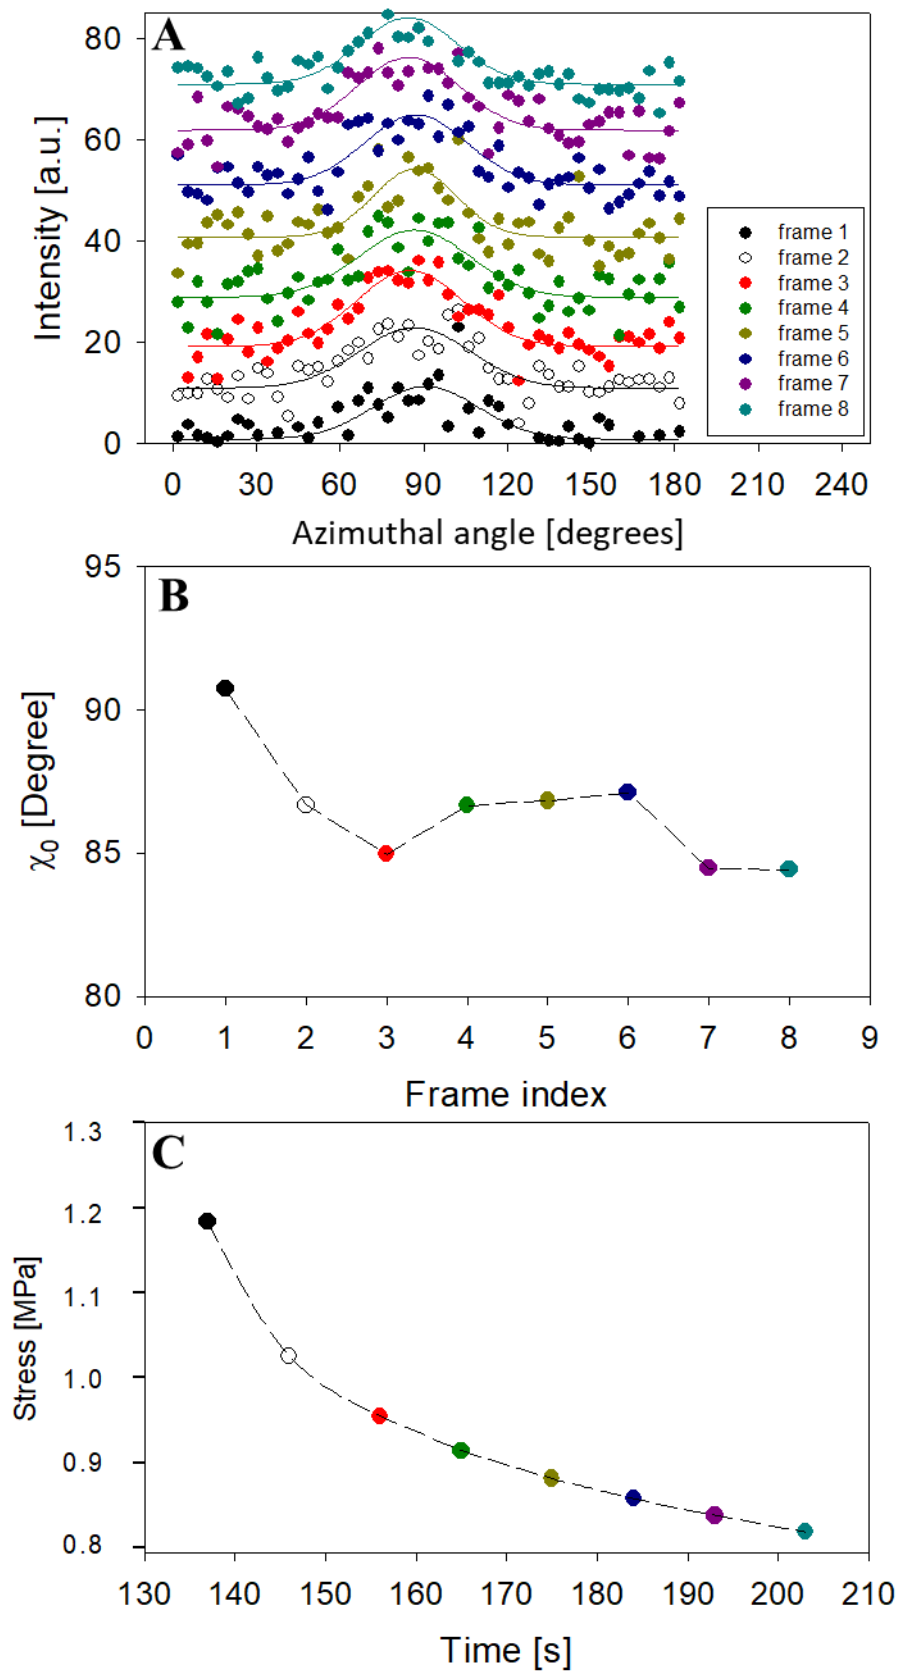 A
Intensity [a.u.]
80
60
40
20
0
frame 1
frame 2
frame 3
frame 4
frame 5
frame 6
frame 7
frame 8
0 30 60 90 120 150 180 210 240
Azimuthal angle [degrees]
B
χ0 [Degree]
95
90
85
80
0 1 2 3 4 5 6 7 8 9
Frame index
C
Stress [MPa]
1.3
1.2
1.1
1.0
0.9
0.8
130 140 150 160 170 180 190 200 210
Time [s]